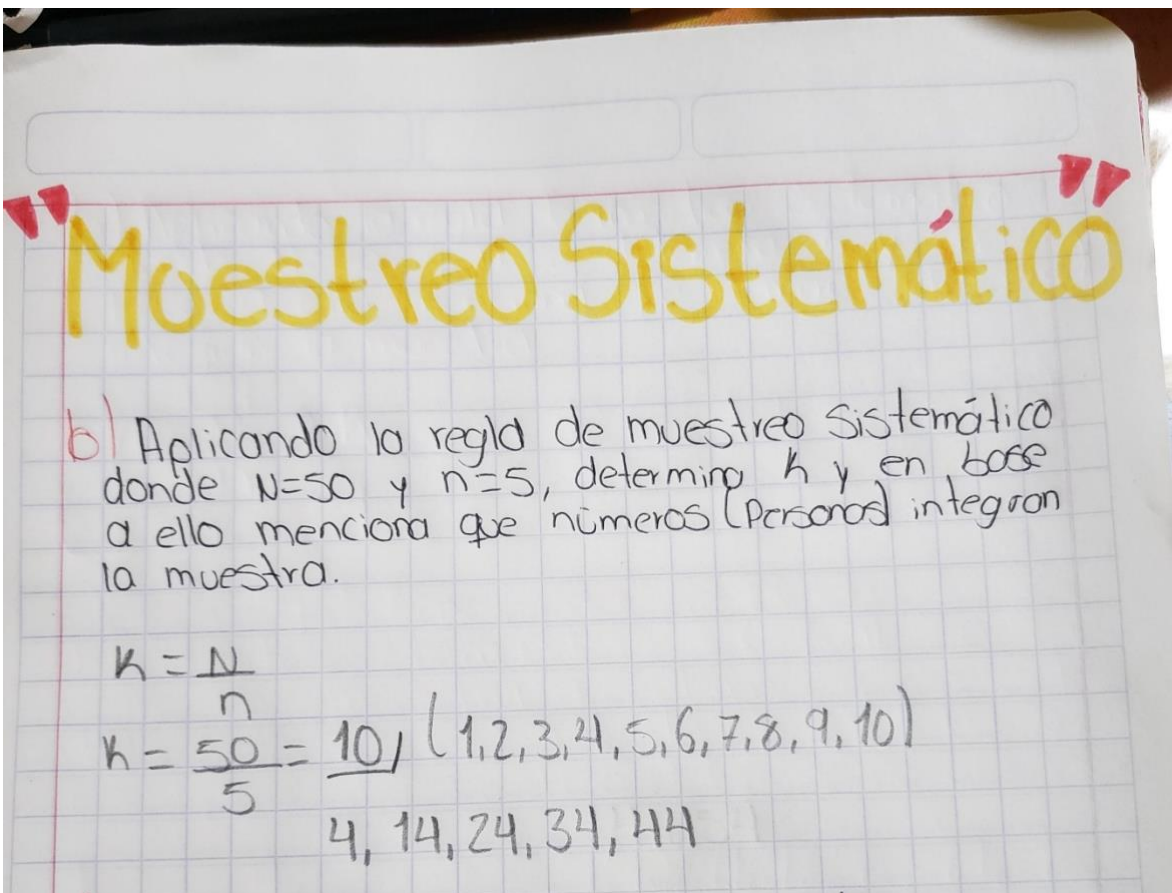 "Muestreo Sistemático"
b) Aplicando la regla de muestreo sistemático
donde N=50 y n=5, determina k y en base
a ello menciona que números (Personas) integran
la muestra.
K = N/n
K = 50/5 = 10, (1,2,3,4,5,6,7,8,9,10)
4, 14, 24, 34, 44